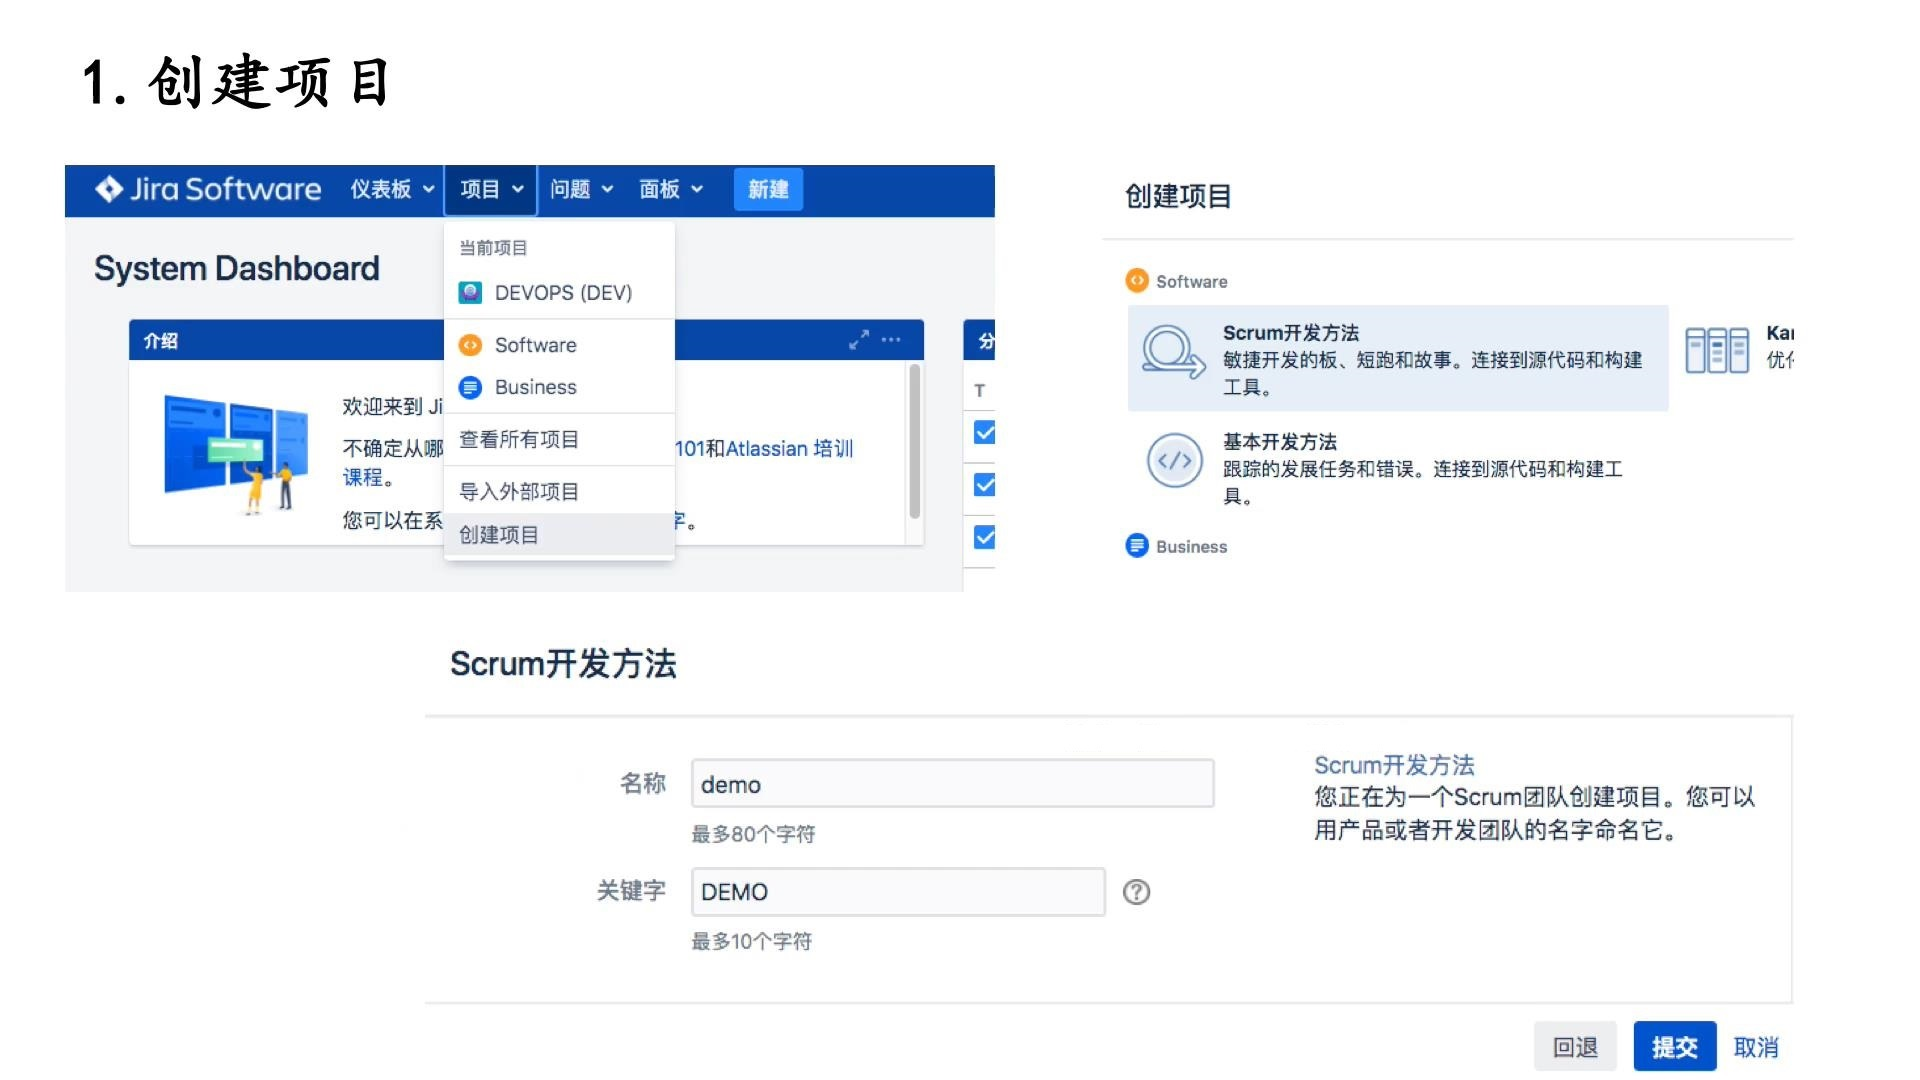 1.创建项目
Jira Software 仪表板 项目 问题 面板 新建
System Dashboard
当前项目
DEVOPS (DEV)
Software
Business
查看所有项目
导入外部项目
创建项目
介绍
欢迎来到 Ji
不确定从哪
101和Atlassian 培训
课程。
您可以在系
字。
分
T
创建项目
Software
Scrum开发方法
敏捷开发的板、短跑和故事。连接到源代码和构建
工具。
Kan
优化
基本开发方法
跟踪的发展任务和错误。连接到源代码和构建工
具。
Business
Scrum开发方法
名称 demo
最多80个字符
关键字 DEMO
最多10个字符
Scrum开发方法
您正在为一个Scrum团队创建项目。您可以
用产品或者开发团队的名字命名它。
回退 提交 取消